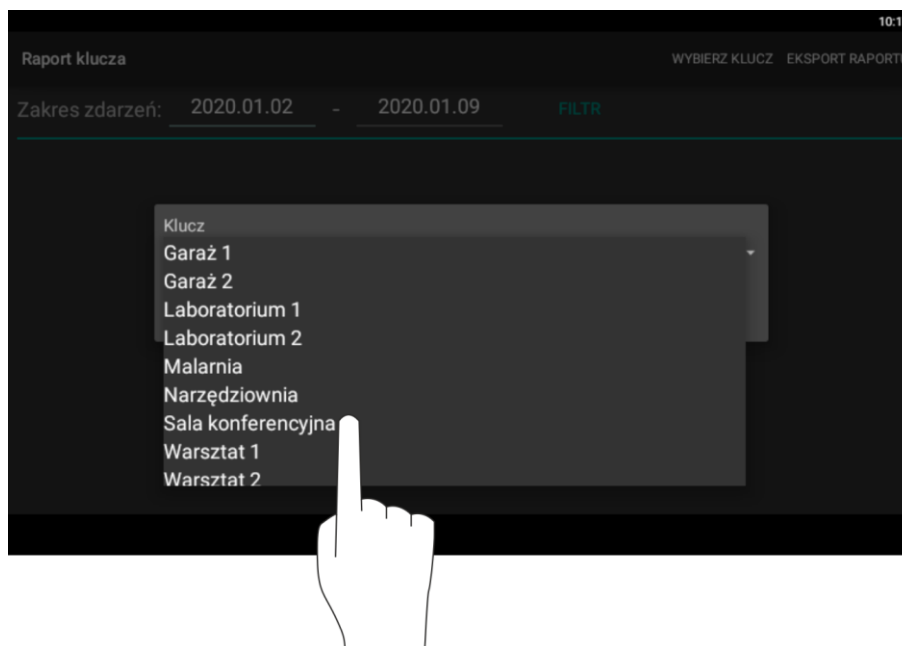 10:1
Raport klucza WYBIERZ KLUCZ EKSPORT RAPORTU
Zakres zdarzeń: 2020.01.02 - 2020.01.09 FILTR
Klucz
Garaż 1
Garaż 2
Laboratorium 1
Laboratorium 2
Malarnia
Narzędziownia
Sala konferencyjna
Warsztat 1
Warsztat 2